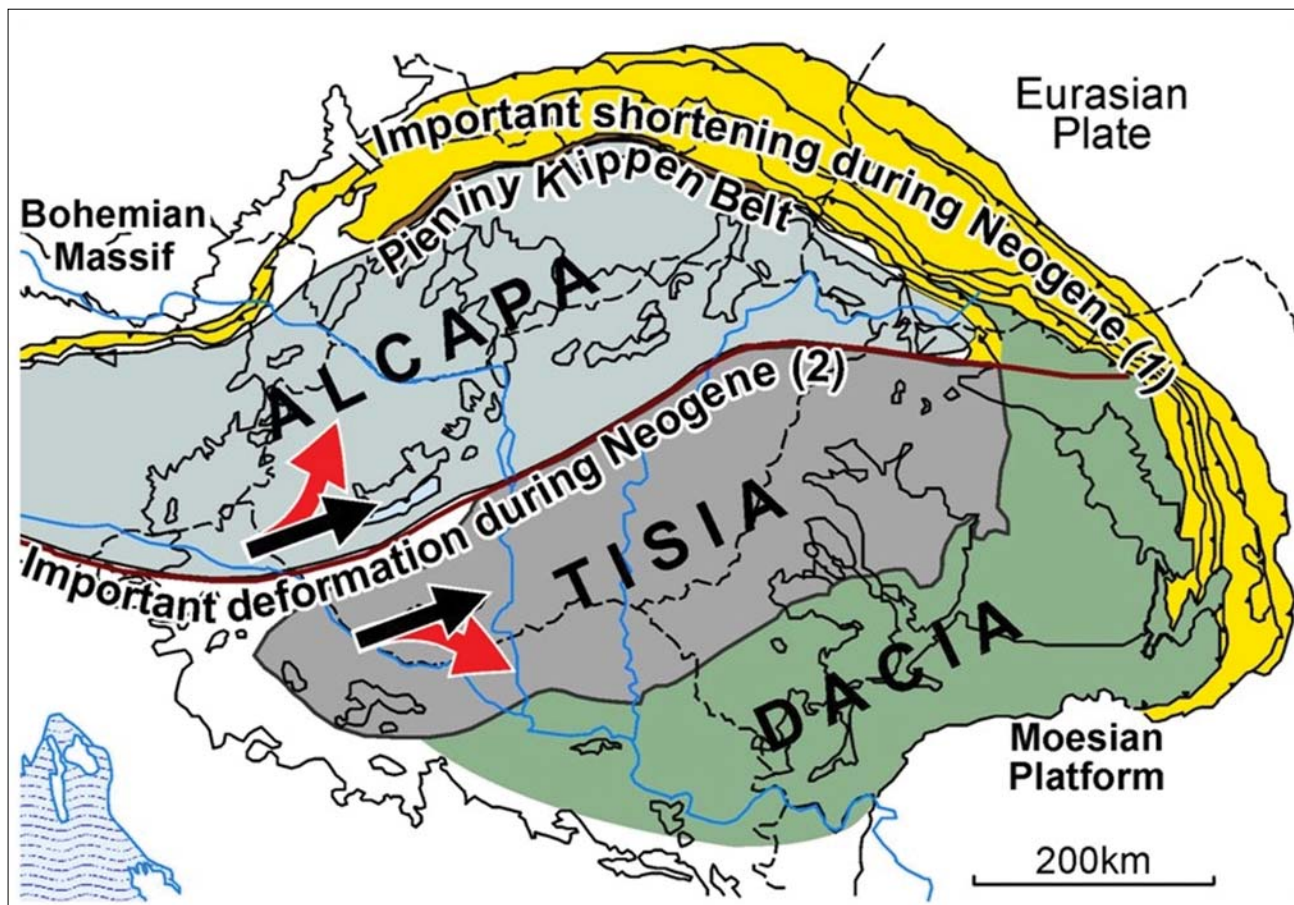 Eurasian
Plate
Important shortening during Neogene (1)
Pieniny Klippen Belt
Bohemian
Massif
ALCAPA
Important deformation during Neogene (2)
TISIA
DACIA
Moesian
Platform
200km